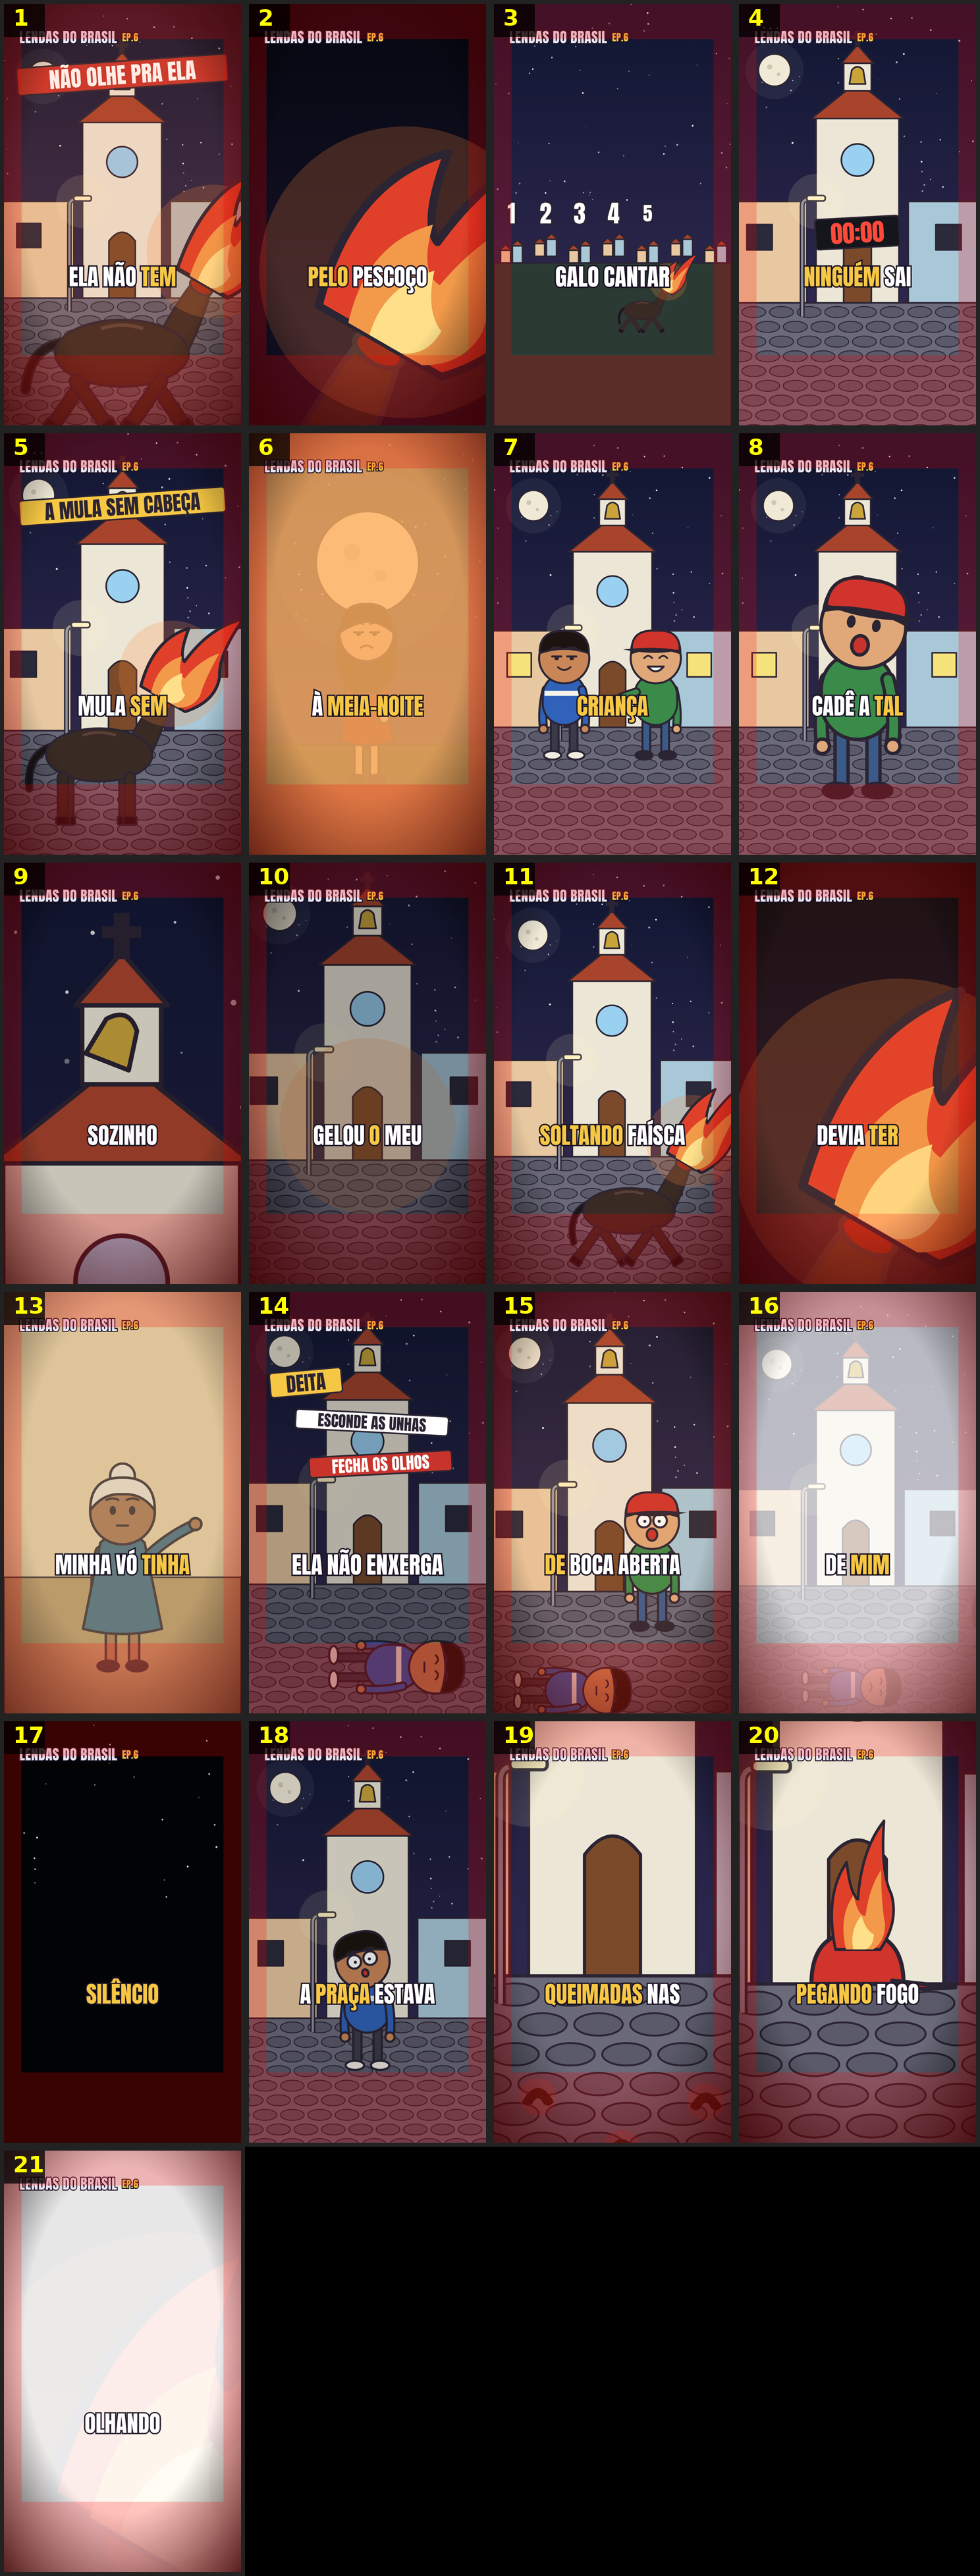 1
LENDAS DO BRASIL EP.6
NÃO OLHE PRA ELA
ELA NÃO TEM
2
LENDAS DO BRASIL EP.6
PELO PESCOÇO
3
LENDAS DO BRASIL EP.6
1 2 3 4 5
GALO CANTAR
4
LENDAS DO BRASIL EP.6
00:00
NINGUÉM SAI
5
LENDAS DO BRASIL EP.6
A MULA SEM CABEÇA
MULA SEM
6
LENDAS DO BRASIL EP.6
À MEIA-NOITE
7
LENDAS DO BRASIL EP.6
CRIANÇA
8
LENDAS DO BRASIL EP.6
CADÊ A TAL
9
LENDAS DO BRASIL EP.6
SOZINHO
10
LENDAS DO BRASIL EP.6
GELOU O MEU
11
LENDAS DO BRASIL EP.6
SOLTANDO FAÍSCA
12
LENDAS DO BRASIL EP.6
DEVIA TER
13
LENDAS DO BRASIL EP.6
MINHA VÓ TINHA
14
LENDAS DO BRASIL EP.6
DEITA
ESCONDE AS UNHAS
FECHA OS OLHOS
ELA NÃO ENXERGA
15
LENDAS DO BRASIL EP.6
DE BOCA ABERTA
16
LENDAS DO BRASIL EP.6
DE MIM
17
LENDAS DO BRASIL EP.6
SILÊNCIO
18
LENDAS DO BRASIL EP.6
A PRAÇA ESTAVA
19
LENDAS DO BRASIL EP.6
QUEIMADAS NAS
20
LENDAS DO BRASIL EP.6
PEGANDO FOGO
21
LENDAS DO BRASIL EP.6
OLHANDO